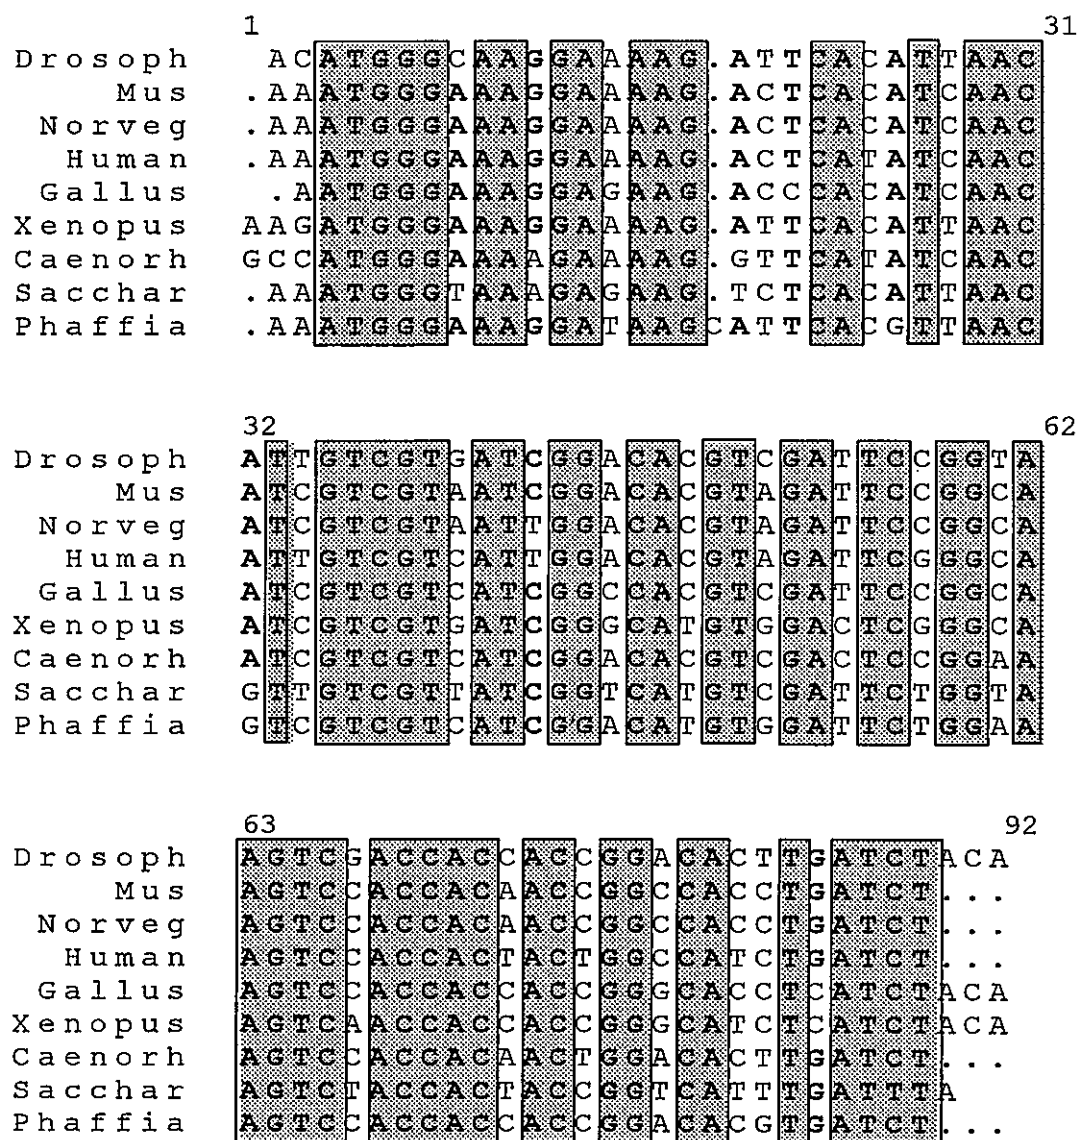 1 31
Drosoph ACATGGGCAAGGAAAAG.ATTCACATTAAC
Mus .AAATGGGAAAGGAAAAG.ACTCACATCAAC
Norveg .AAATGGGAAAGGAAAAG.ACTCACATCAAC
Human .AAATGGGAAAGGAAAAG.ACTCATATCAAC
Gallus .AATGGGAAAGGAGAAG.ACCCACATCAAC
Xenopus AAGATGGGAAAGGAAAAG.ATTCACATTAAC
Caenorh GCCATGGGAAAAGAAAAG.GTTCATATCAAC
Sacchar .AAATGGGTAAAGAGAAG.TCTCACATTAAC
Phaffia .AAATGGGAAAGGATAAGCATTCACGTTAAC
32 62
Drosoph ATTGTCGTGATCGGACACGTCGATTCCGGTA
Mus ATCGTCGTAATCGGACACGTAGATTCCGGCA
Norveg ATCGTCGTAATTGGACACGTAGATTCCGGCA
Human ATTGTCGTCATTGGACACGTAGATTCGGGCA
Gallus ATCGTCGTCATCGGCCACGTCGATTCCGGCA
Xenopus ATCGTCGTGATCGGGCATGTGGACTCGGGCA
Caenorh ATCGTCGTCATCGGACACGTCGACTCCGGAA
Sacchar GTTGTCGTTATCGGTCATGTCGATTCTGGTA
Phaffia GTCGTCGTCATCGGACATGTGGATTCTGGAA
63 92
Drosoph AGTCGACCACCACCGGACACTTGATCTACA
Mus AGTCCACCACAACCGGCCACCTGATCT...
Norveg AGTCCACCACAACCGGCCACCTGATCT...
Human AGTCCACCACTACTGGCCATCTGATCT...
Gallus AGTCCACCACCACCGGGCACCTCATCTACA
Xenopus AGTCAACCACCACCGGGCATCTCATCTACA
Caenorh AGTCCACCACAACTGGACACTTGATCT...
Sacchar AGTCTACCACTACCGGTCATTTGATTTA
Phaffia AGTCCACCACCACCGGACACGTGATCT...